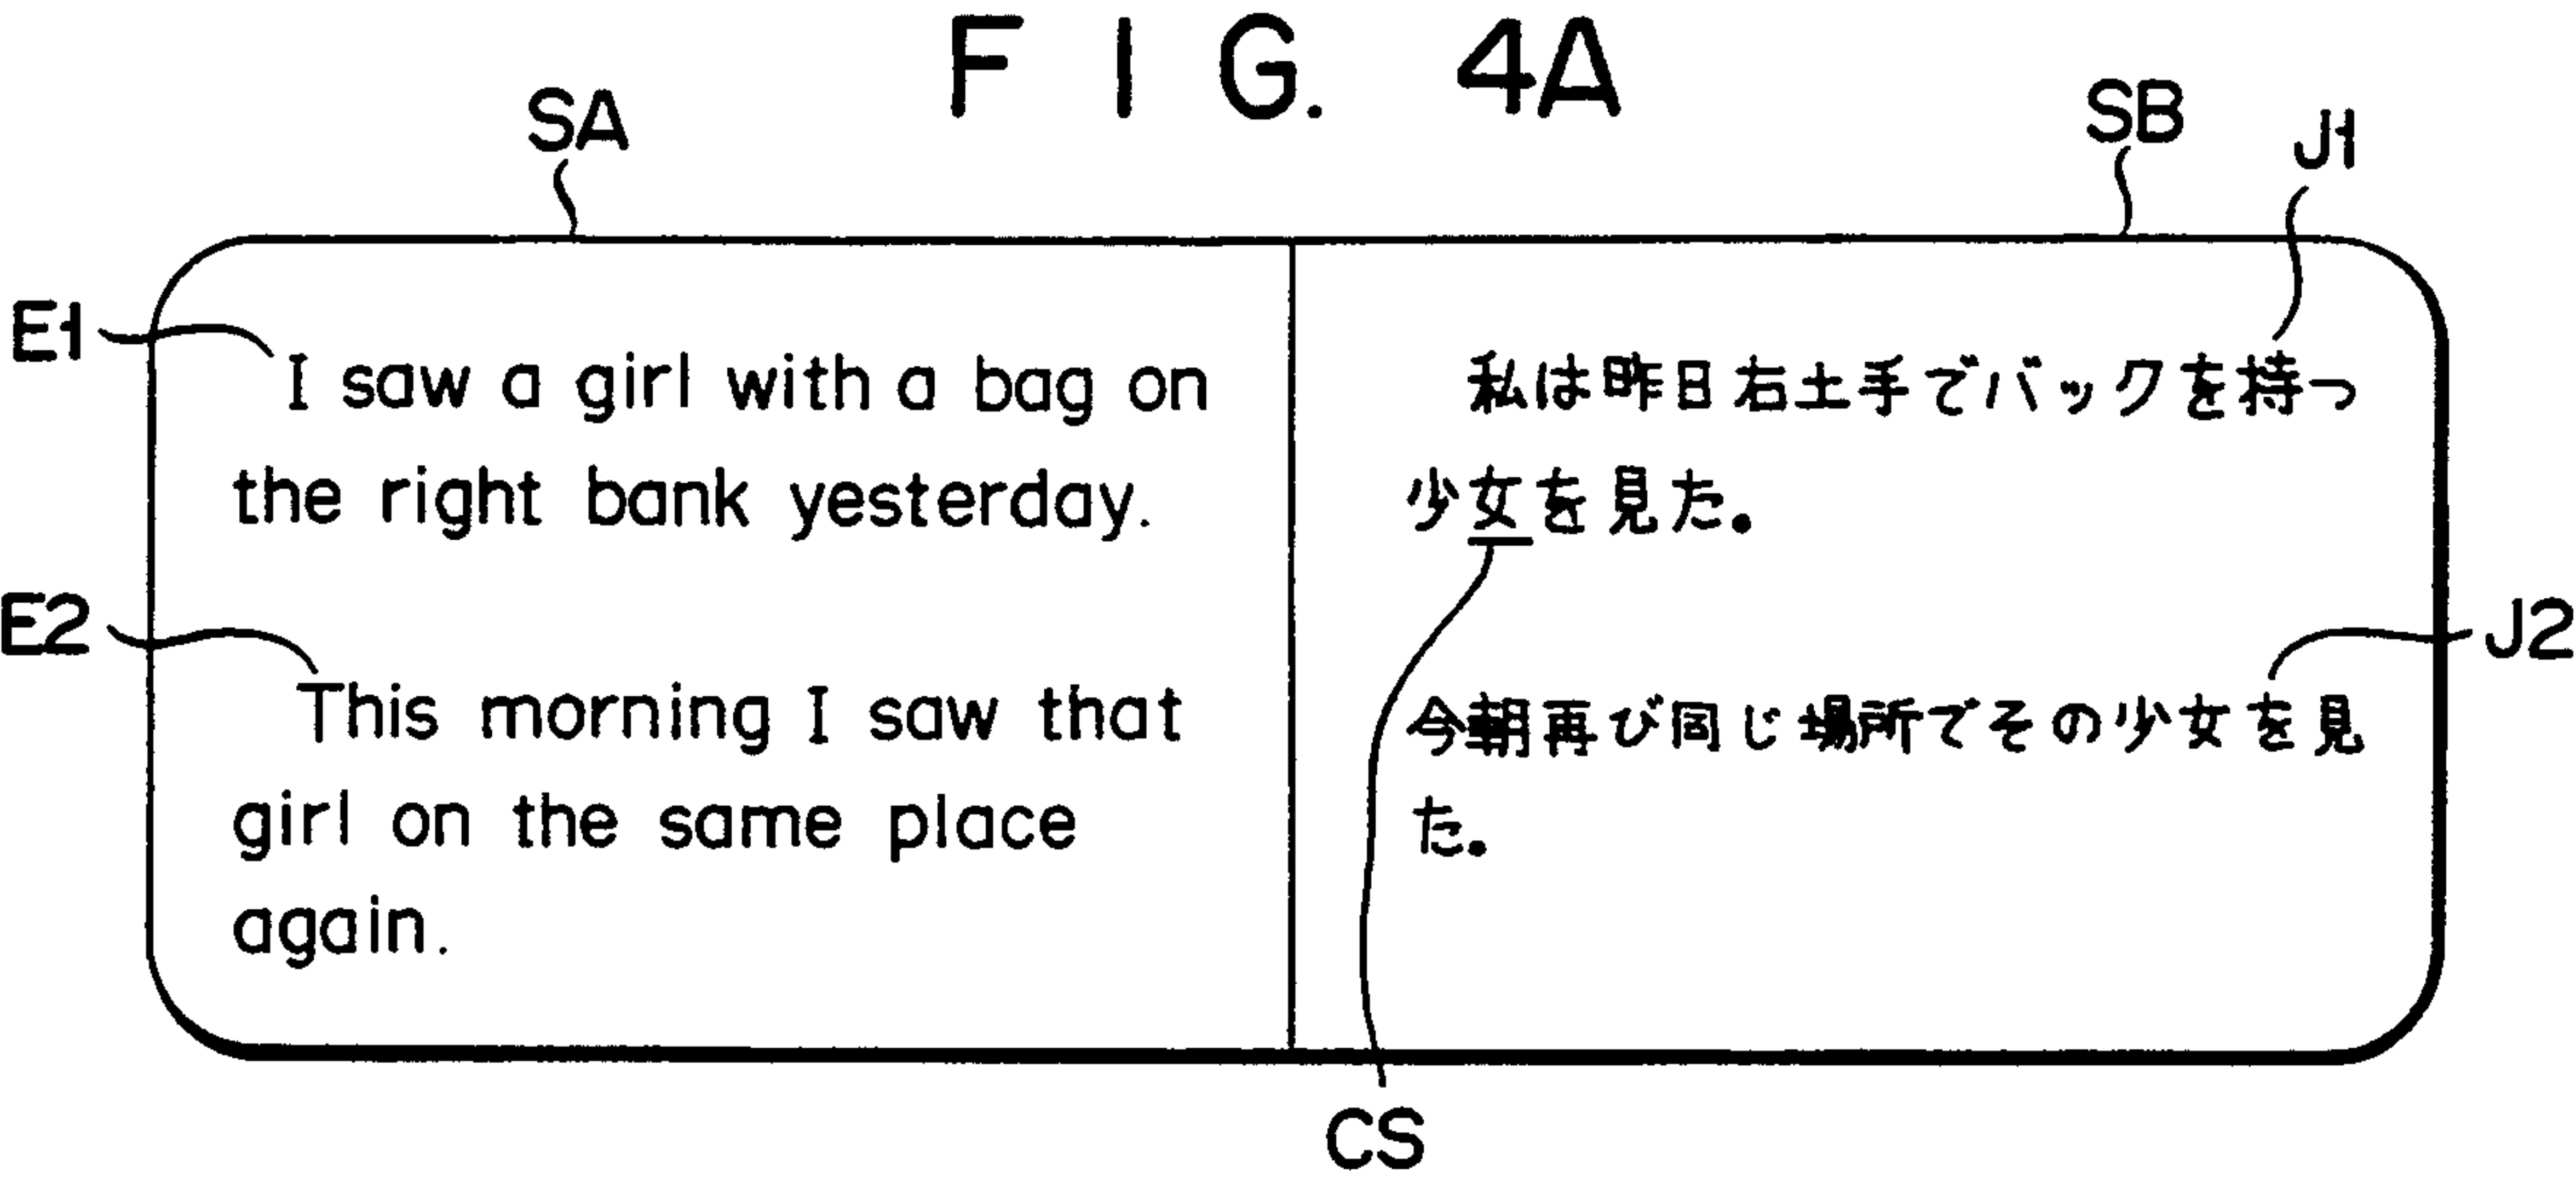 FIG. 4A
SA
SB
J1
E1
I saw a girl with a bag on
the right bank yesterday.
E2
This morning I saw that
girl on the same place
again.
私は昨日右土手でバックを持つ
少女を見た。
今朝再び同じ場所でその少女を見
た。
J2
CS